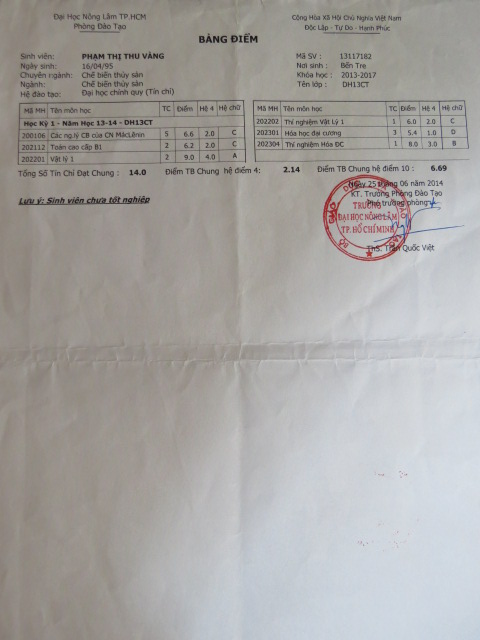 Đại Học Nông Lâm TP.HCM
Phòng Đào Tạo
Cộng Hòa Xã Hội Chủ Nghĩa Việt Nam
Độc Lập - Tự Do - Hạnh Phúc
BẢNG ĐIỂM
Sinh viên: PHẠM THỊ THU VÀNG
Mã SV : 13117182
Ngày sinh: 16/04/95
Nơi sinh : Bến Tre
Chuyên ngành: Chế biến thủy sản
Khóa học : 2013-2017
Ngành: Chế biến thủy sản
Tên lớp : DH13CT
Hệ đào tạo: Đại học chính quy (Tín chỉ)
Mã MH Tên môn học TC Điểm Hệ 4 Hệ chữ
Học Kỳ 1 - Năm Học 13-14 - DH13CT
200106 Các ng.lý CB của CN MácLênin 5 6.6 2.0 C
202112 Toán cao cấp B1 2 6.2 2.0 C
202201 Vật lý 1 2 9.0 4.0 A
Mã MH Tên môn học TC Điểm Hệ 4 Hệ chữ
202202 Thí nghiệm Vật Lý 1 1 6.0 2.0 C
202301 Hóa học đại cương 3 5.4 1.0 D
202304 Thí nghiệm Hóa ĐC 1 8.0 3.0 B
Tổng Số Tín Chỉ Đạt Chung : 14.0 Điểm TB Chung hệ điểm 4: 2.14 Điểm TB Chung hệ điểm 10 : 6.69
Lưu ý: Sinh viên chưa tốt nghiệp
Ngày 25 tháng 06 năm 2014
KT. Trưởng Phòng Đào Tạo
Phó trưởng phòng
TRƯỜNG
ĐẠI HỌC NÔNG LÂM
TP. HỒ CHÍ MINH
ThS. Trần Quốc Việt